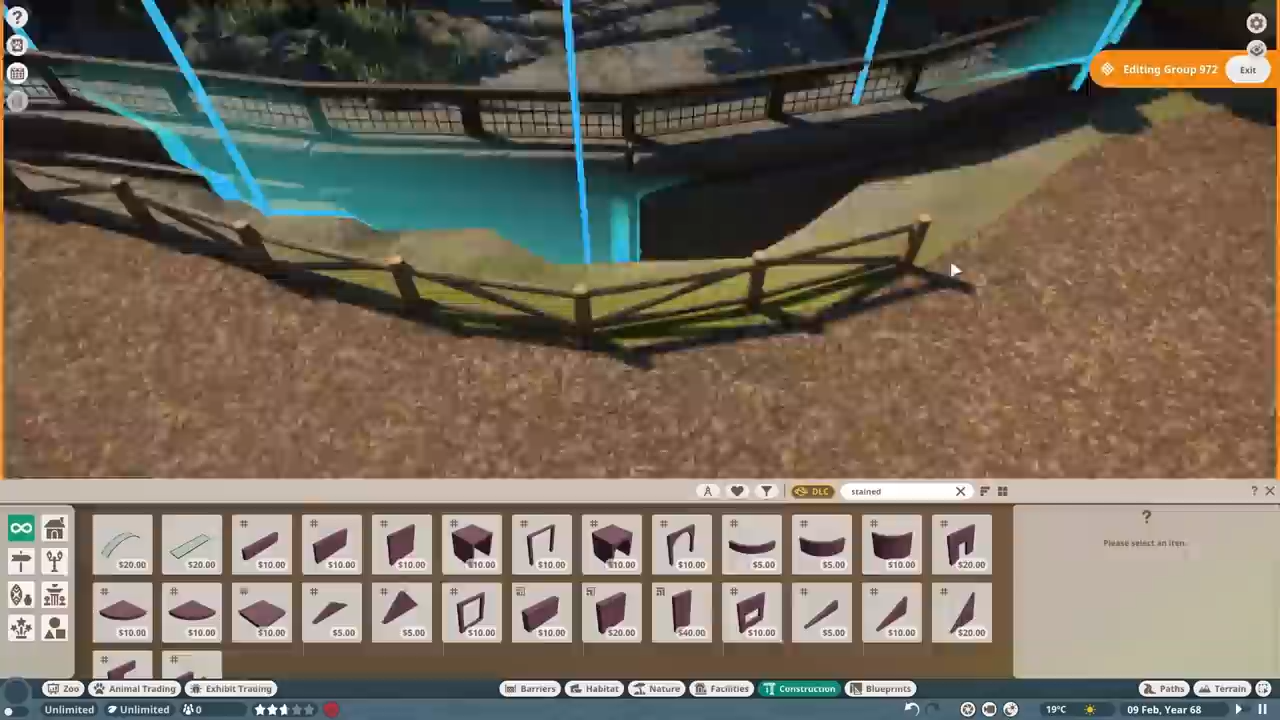 ?
Editing Group 972
Exit
DLC
stained
? ×
$20.00 $20.00 $10.00 $10.00 $10.00 $10.00 $10.00 $10.00 $10.00 $5.00 $5.00 $10.00 $20.00
?
Please select an item.
$10.00 $10.00 $10.00 $5.00 $5.00 $10.00 $10.00 $20.00 $40.00 $10.00 $5.00 $10.00 $20.00
Zoo Animal Trading Exhibit Trading Barriers Habitat Nature Facilities Construction Blueprints Paths Terrain
Unlimited Unlimited 0 19°C 09 Feb, Year 68